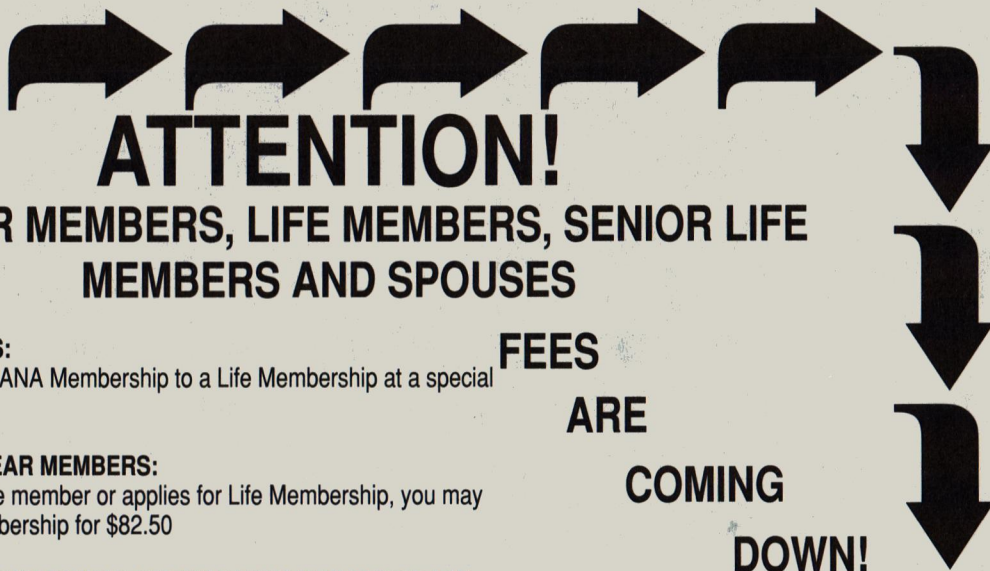 ATTENTION!
R MEMBERS, LIFE MEMBERS, SENIOR LIFE
MEMBERS AND SPOUSES
S:
ANA Membership to a Life Membership at a special
EAR MEMBERS:
e member or applies for Life Membership, you may
bership for $82.50
FEES
ARE
COMING
DOWN!